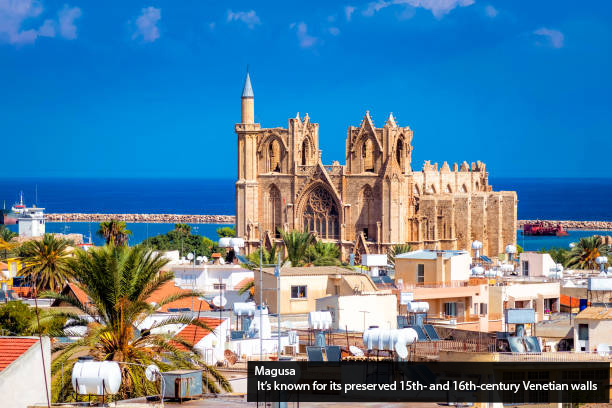 Magusa
It's known for its preserved 15th- and 16th-century Venetian walls